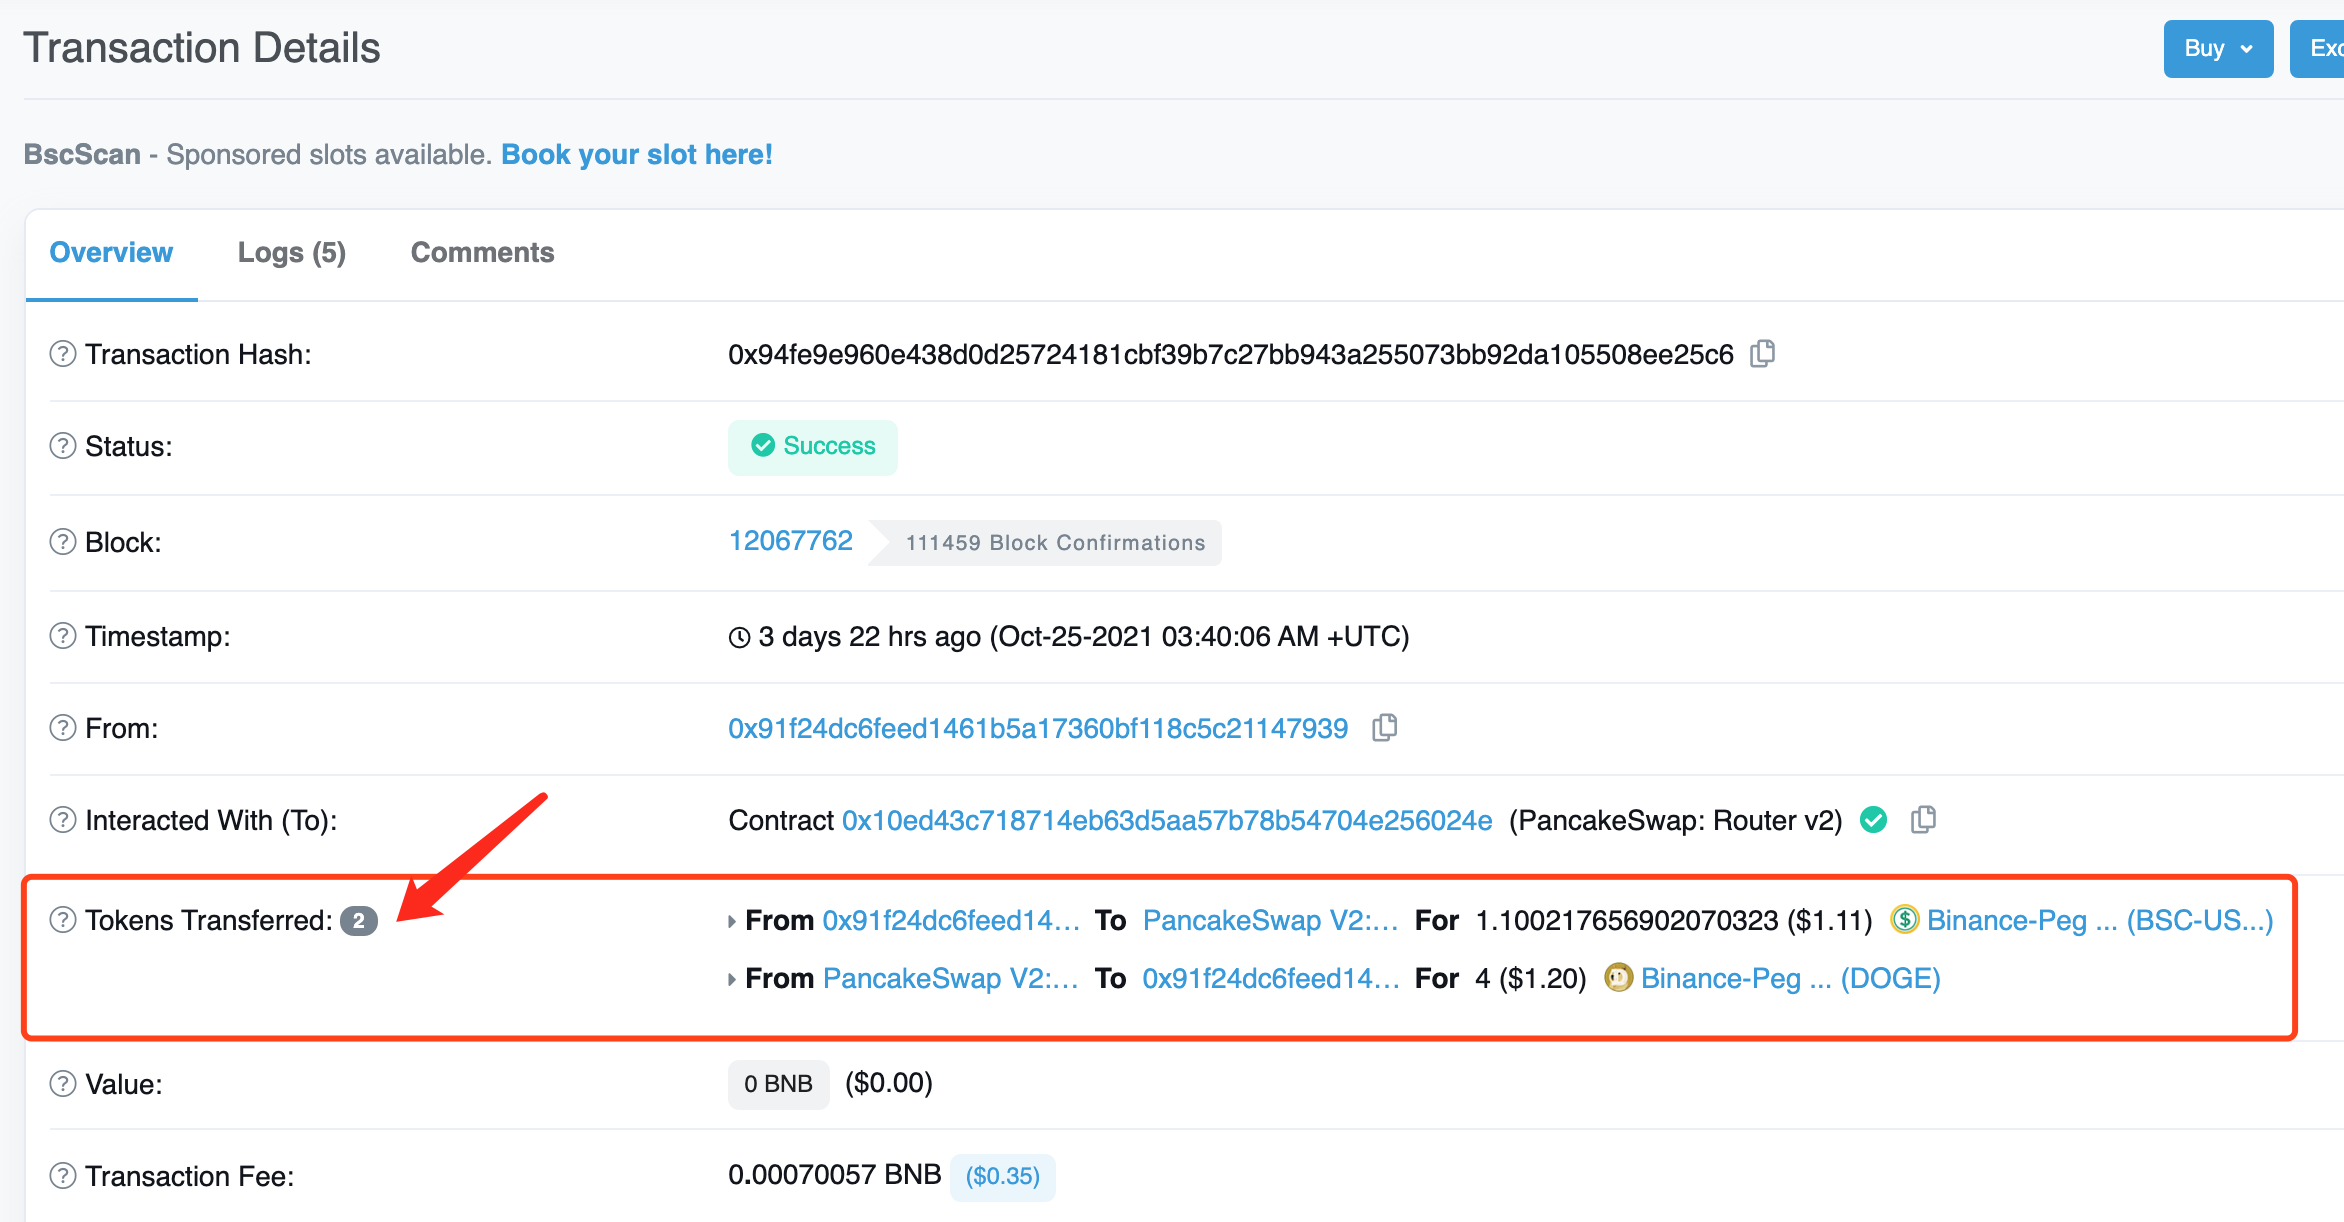 Transaction Details
Buy
BscScan - Sponsored slots available. Book your slot here!
Overview Logs (5) Comments
Transaction Hash: 0x94fe9e960e438d0d25724181cbf39b7c27bb943a255073bb92da105508ee25c6
Status: Success
Block: 12067762 111459 Block Confirmations
Timestamp: 3 days 22 hrs ago (Oct-25-2021 03:40:06 AM +UTC)
From: 0x91f24dc6feed1461b5a17360bf118c5c21147939
Interacted With (To): Contract 0x10ed43c718714eb63d5aa57b78b54704e256024e (PancakeSwap: Router v2)
Tokens Transferred: 2 From 0x91f24dc6feed14... To PancakeSwap V2:... For 1.100217656902070323 ($1.11) Binance-Peg ... (BSC-US...)
From PancakeSwap V2:... To 0x91f24dc6feed14... For 4 ($1.20) Binance-Peg ... (DOGE)
Value: 0 BNB ($0.00)
Transaction Fee: 0.00070057 BNB ($0.35)